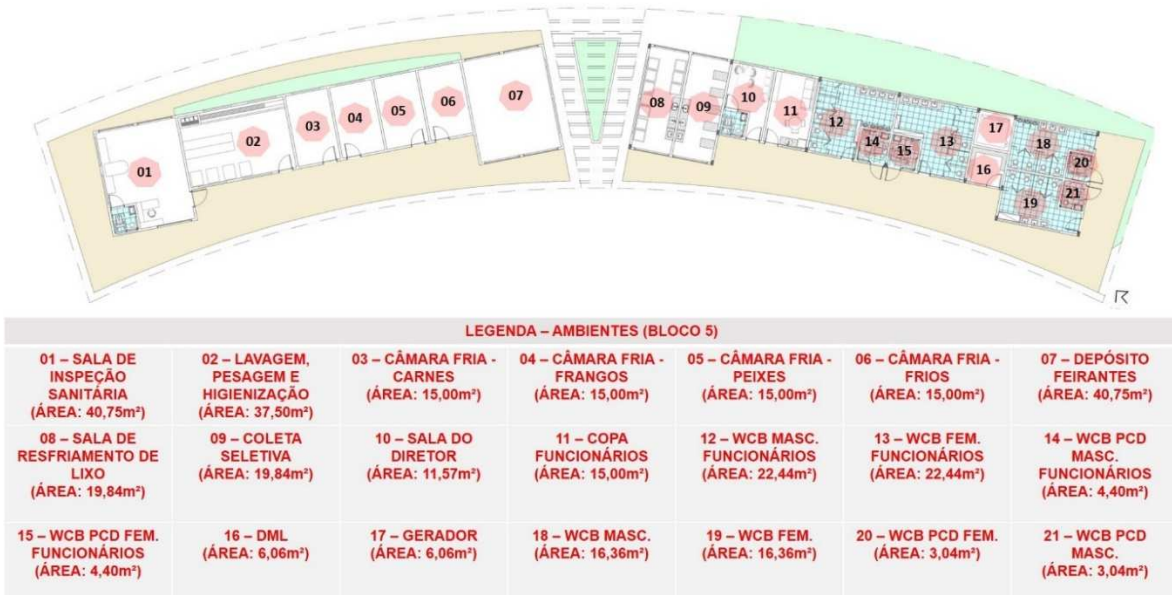 01
02
03
04
05
06
07
08
09
10
11
12
13
14
15
16
17
18
19
20
21
LEGENDA – AMBIENTES (BLOCO 5)
01 – SALA DE
INSPEÇÃO
SANITÁRIA
(ÁREA: 40,75m²)
02 – LAVAGEM,
PESAGEM E
HIGIENIZAÇÃO
(ÁREA: 37,50m²)
03 – CÂMARA FRIA -
CARNES
(ÁREA: 15,00m²)
04 – CÂMARA FRIA -
FRANGOS
(ÁREA: 15,00m²)
05 – CÂMARA FRIA -
PEIXES
(ÁREA: 15,00m²)
06 – CÂMARA FRIA -
FRIOS
(ÁREA: 15,00m²)
07 – DEPÓSITO
FEIRANTES
(ÁREA: 40,75m²)
08 – SALA DE
RESFRIAMENTO DE
LIXO
(ÁREA: 19,84m²)
09 – COLETA
SELETIVA
(ÁREA: 19,84m²)
10 – SALA DO
DIRETOR
(ÁREA: 11,57m²)
11 – COPA
FUNCIONÁRIOS
(ÁREA: 15,00m²)
12 – WCB MASC.
FUNCIONÁRIOS
(ÁREA: 22,44m²)
13 – WCB FEM.
FUNCIONÁRIOS
(ÁREA: 22,44m²)
14 – WCB PCD
MASC.
FUNCIONÁRIOS
(ÁREA: 4,40m²)
15 – WCB PCD FEM.
FUNCIONÁRIOS
(ÁREA: 4,40m²)
16 – DML
(ÁREA: 6,06m²)
17 – GERADOR
(ÁREA: 6,06m²)
18 – WCB MASC.
(ÁREA: 16,36m²)
19 – WCB FEM.
(ÁREA: 16,36m²)
20 – WCB PCD FEM.
(ÁREA: 3,04m²)
21 – WCB PCD
MASC.
(ÁREA: 3,04m²)